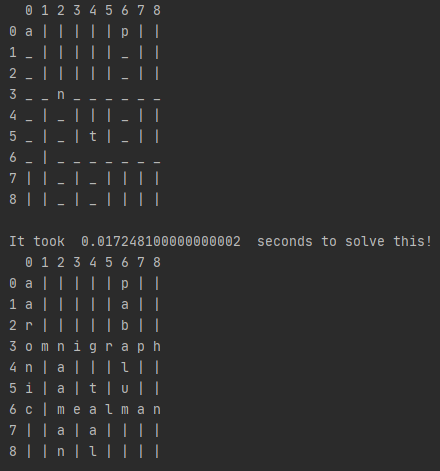 0 1 2 3 4 5 6 7 8
0 a | | | | | p | |
1 _ | | | | | _ | |
2 _ | | | | | _ | |
3 _ _ n _ _ _ _ _ _
4 _ | _ | | | _ | |
5 _ | _ | t | _ | |
6 _ | _ _ _ _ _ _ _
7 | | _ | _ | | | |
8 | | _ | _ | | | |
It took  0.017248100000000002  seconds to solve this!
0 1 2 3 4 5 6 7 8
0 a | | | | | p | |
1 a | | | | | a | |
2 r | | | | | b | |
3 o m n i g r a p h
4 n | a | | | l | |
5 i | a | t | u | |
6 c | m e a l m a n
7 | | a | a | | | |
8 | | n | l | | | |